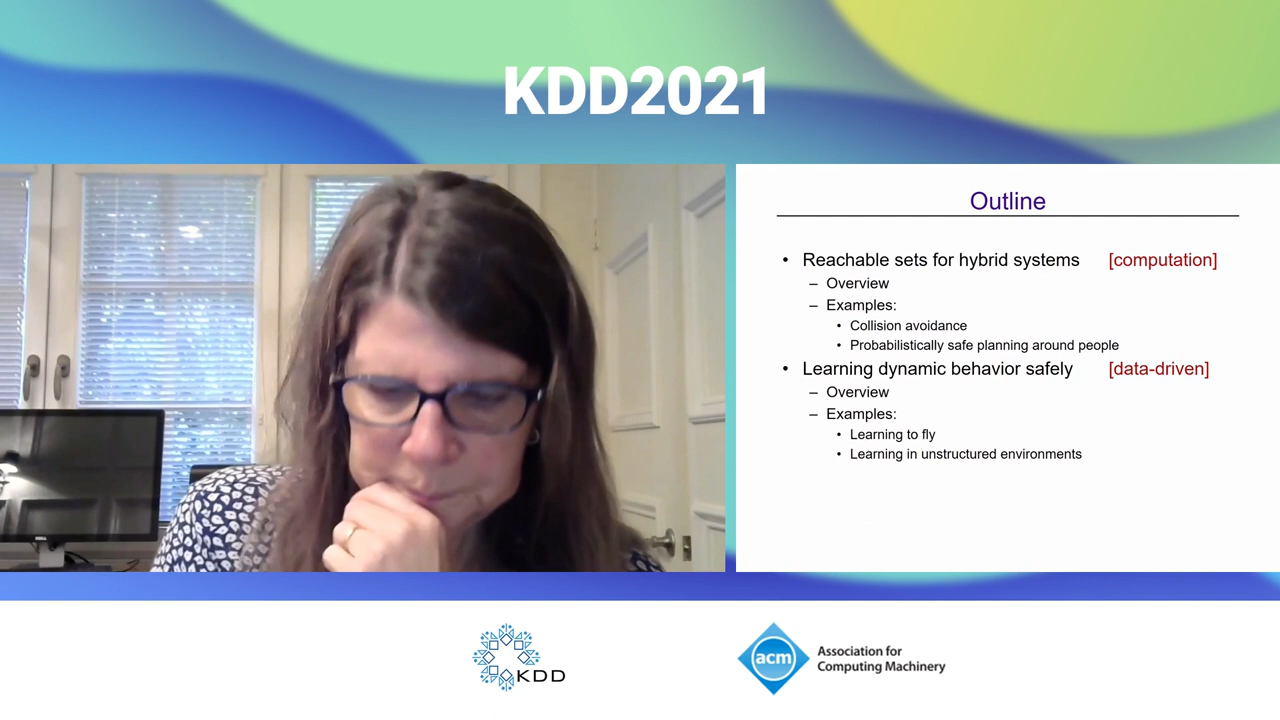 KDD2021
Outline
• Reachable sets for hybrid systems [computation]
– Overview
– Examples:
• Collision avoidance
• Probabilistically safe planning around people
• Learning dynamic behavior safely [data-driven]
– Overview
– Examples:
• Learning to fly
• Learning in unstructured environments
KDD
acm Association for
Computing Machinery